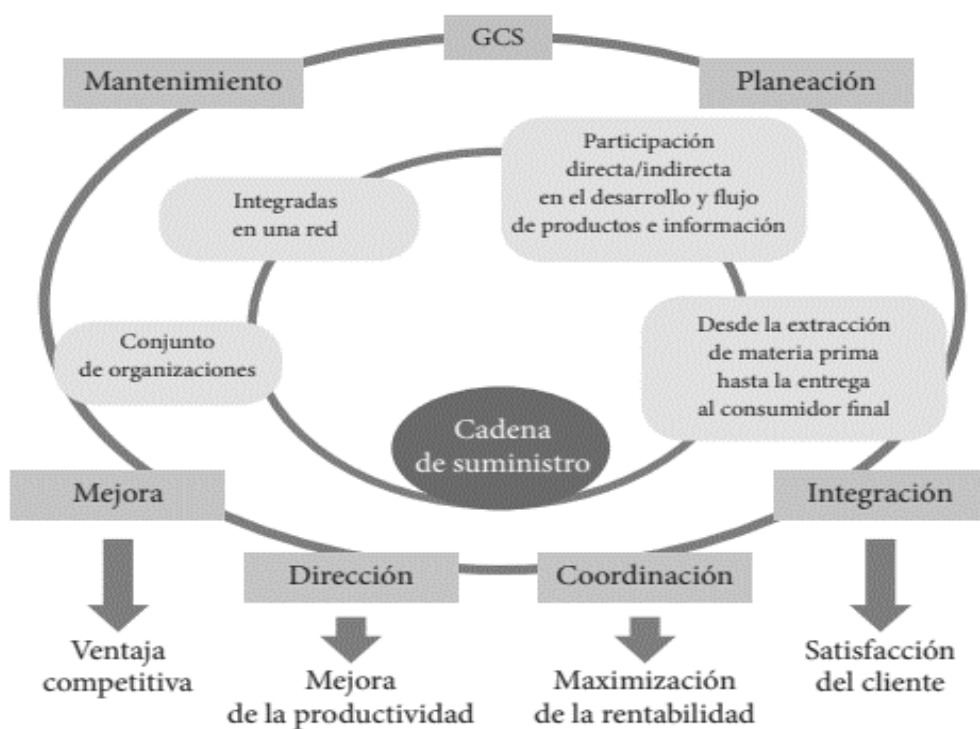 GCS
Mantenimiento
Planeación
Participación
directa/indirecta
en el desarrollo y flujo
de productos e información
Integradas
en una red
Conjunto
de organizaciones
Desde la extracción
de materia prima
hasta la entrega
al consumidor final
Cadena
de suministro
Mejora
Integración
Dirección
Coordinación
Ventaja
competitiva
Mejora
de la productividad
Maximización
de la rentabilidad
Satisfacción
del cliente